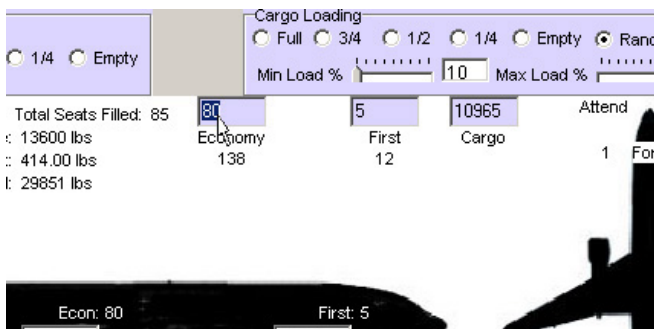 Cargo Loading
Full 3/4 1/2 1/4 Empty
1/4 Empty
Min Load % 10 Max Load %
Total Seats Filled: 85 80 5 10965 Attend
13600 lbs Economy First Cargo
414.00 lbs 138 12 1
29851 lbs
Econ: 80 First: 5